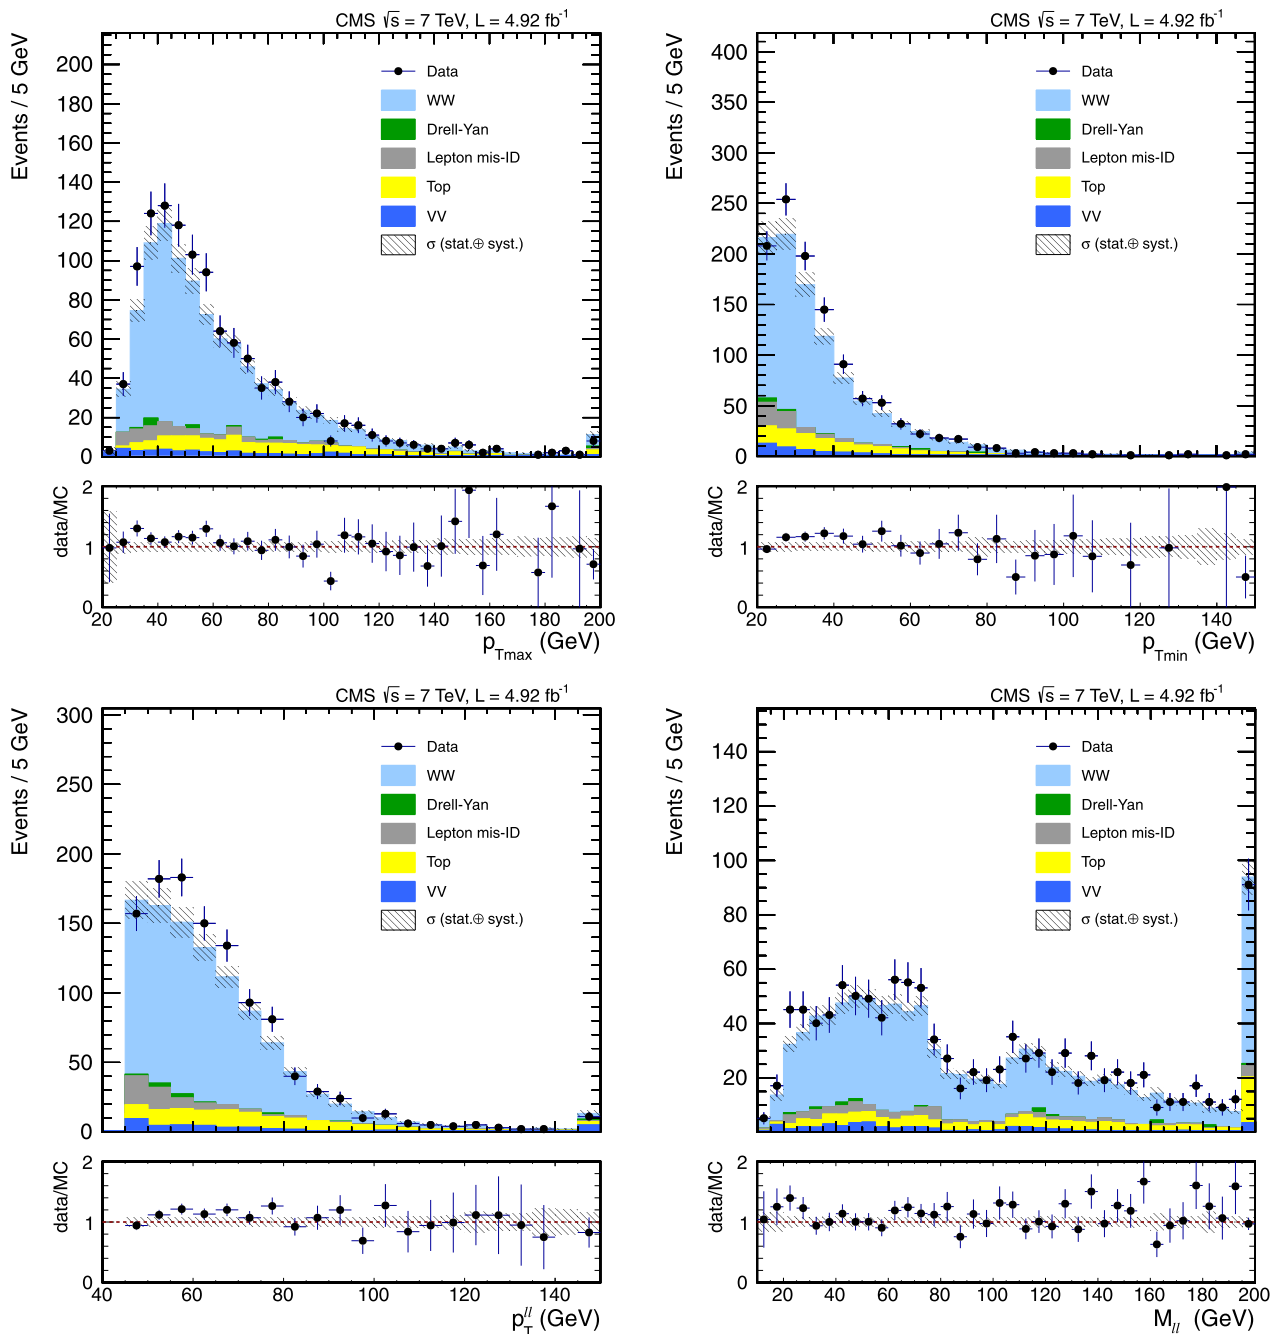 CMS √s = 7 TeV, L = 4.92 fb⁻¹
Events / 5 GeV
200
180
160
140
120
100
80
60
40
20
0
Data
WW
Drell-Yan
Lepton mis-ID
Top
VV
σ (stat.⊕ syst.)
data/MC
2
1
0
20 40 60 80 100 120 140 160 180 200
p_Tmax (GeV)
CMS √s = 7 TeV, L = 4.92 fb⁻¹
Events / 5 GeV
400
350
300
250
200
150
100
50
0
Data
WW
Drell-Yan
Lepton mis-ID
Top
VV
σ (stat.⊕ syst.)
data/MC
2
1
0
20 40 60 80 100 120 140
p_Tmin (GeV)
CMS √s = 7 TeV, L = 4.92 fb⁻¹
Events / 5 GeV
300
250
200
150
100
50
0
Data
WW
Drell-Yan
Lepton mis-ID
Top
VV
σ (stat.⊕ syst.)
data/MC
2
1
0
40 60 80 100 120 140
p_T^ll (GeV)
CMS √s = 7 TeV, L = 4.92 fb⁻¹
Events / 5 GeV
140
120
100
80
60
40
20
0
Data
WW
Drell-Yan
Lepton mis-ID
Top
VV
σ (stat.⊕ syst.)
data/MC
2
1
0
20 40 60 80 100 120 140 160 180 200
M_ll (GeV)